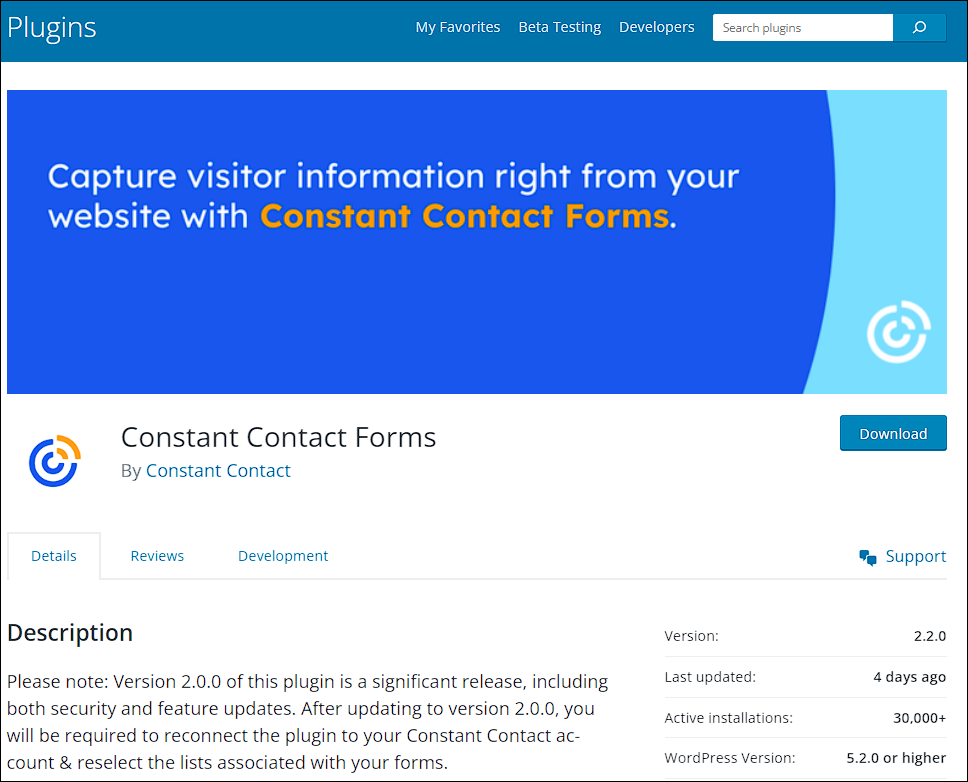 Plugins
My Favorites Beta Testing Developers Search plugins
Capture visitor information right from your
website with Constant Contact Forms.
Constant Contact Forms
Download
By Constant Contact
Details Reviews Development Support
Description
Please note: Version 2.0.0 of this plugin is a significant release, including
both security and feature updates. After updating to version 2.0.0, you
will be required to reconnect the plugin to your Constant Contact ac-
count & reselect the lists associated with your forms.
Version: 2.2.0
Last updated: 4 days ago
Active installations: 30,000+
WordPress Version: 5.2.0 or higher